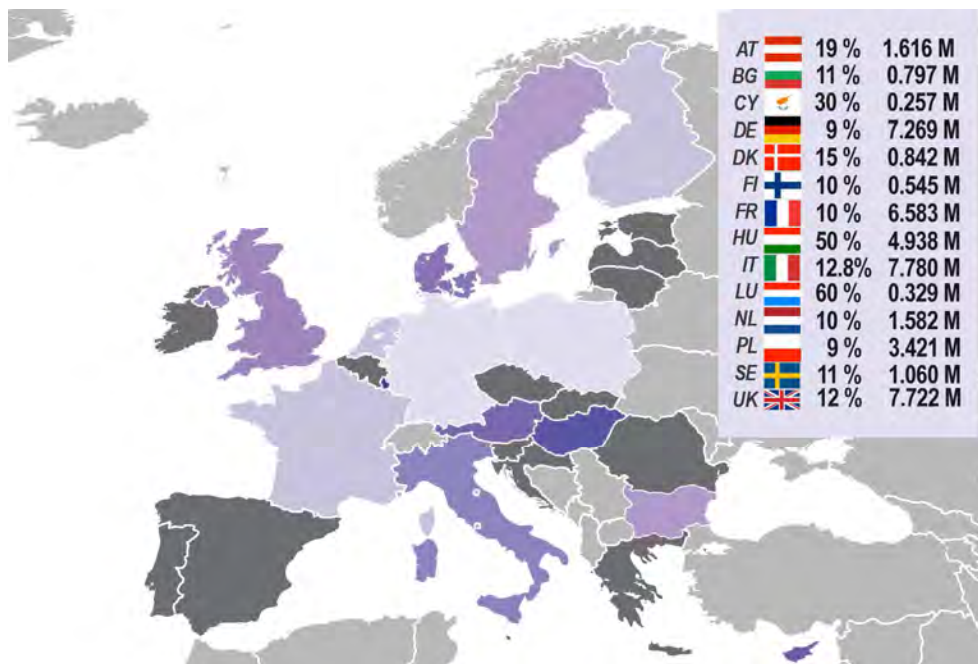 AT 19 % 1.616 M
BG 11 % 0.797 M
CY 30 % 0.257 M
DE 9 % 7.269 M
DK 15 % 0.842 M
FI 10 % 0.545 M
FR 10 % 6.583 M
HU 50 % 4.938 M
IT 12.8% 7.780 M
LU 60 % 0.329 M
NL 10 % 1.582 M
PL 9 % 3.421 M
SE 11 % 1.060 M
UK 12 % 7.722 M